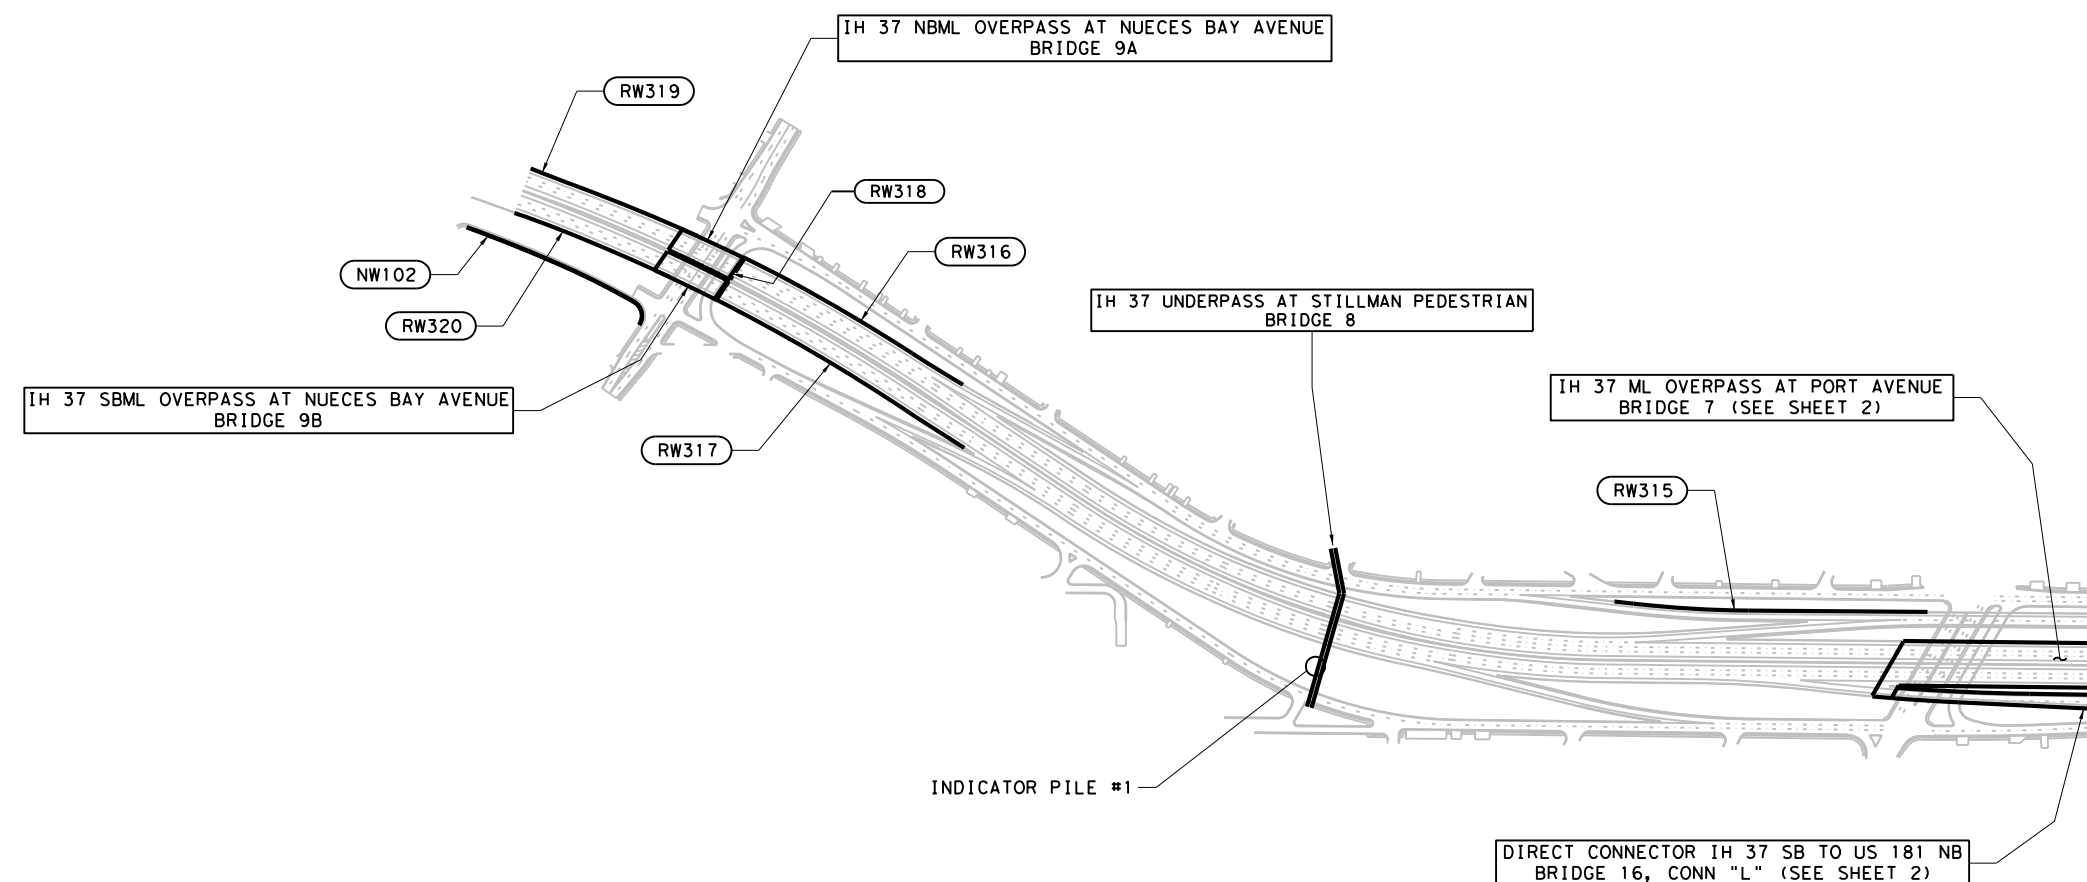 IH 37 NBML OVERPASS AT NUECES BAY AVENUE
BRIDGE 9A
RW319
RW318
RW316
NW102
RW320
IH 37 UNDERPASS AT STILLMAN PEDESTRIAN
BRIDGE 8
IH 37 SBML OVERPASS AT NUECES BAY AVENUE
BRIDGE 9B
IH 37 ML OVERPASS AT PORT AVENUE
BRIDGE 7 (SEE SHEET 2)
RW317
RW315
INDICATOR PILE #1
DIRECT CONNECTOR IH 37 SB TO US 181 NB
BRIDGE 16, CONN "L" (SEE SHEET 2)